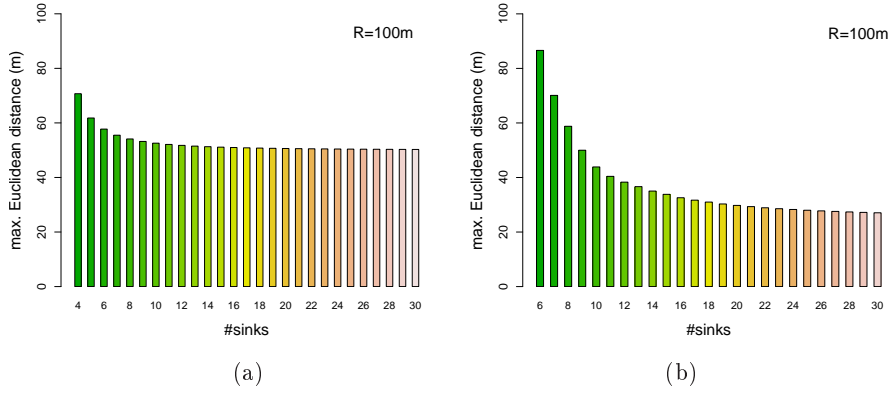 max. Euclidean distance (m)
100
80
60
40
20
0
R=100m
4 6 8 10 12 14 16 18 20 22 24 26 28 30
#sinks
(a)
max. Euclidean distance (m)
100
80
60
40
20
0
R=100m
6 8 10 12 14 16 18 20 22 24 26 28 30
#sinks
(b)